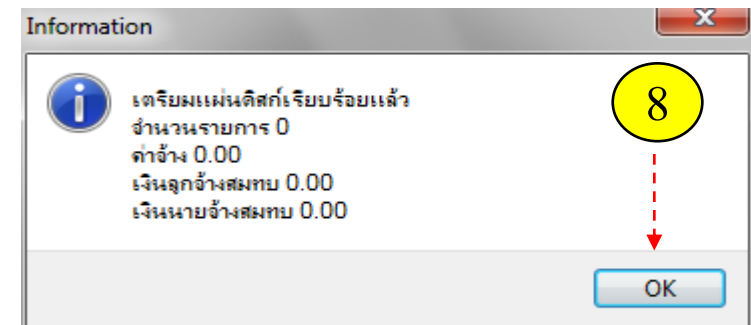 Information
เตรียมแผ่นดิสก์เรียบร้อยแล้ว
จำนวนรายการ 0
ค่าจ้าง 0.00
เงินลูกจ้างสมทบ 0.00
เงินนายจ้างสมทบ 0.00
8
OK